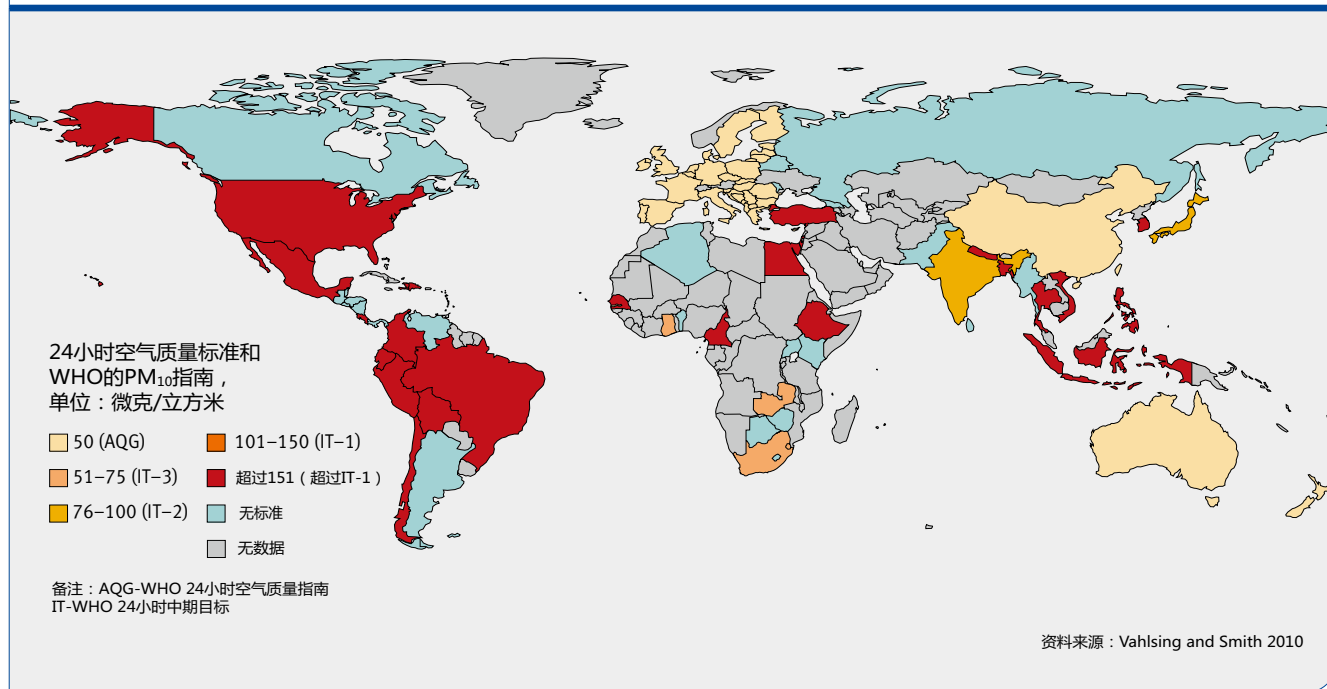 24小时空气质量标准和
WHO的PM₁₀指南，
单位：微克/立方米
50 (AQG)
51–75 (IT–3)
76–100 (IT–2)
101–150 (IT–1)
超过151（超过IT-1）
无标准
无数据
备注：AQG-WHO 24小时空气质量指南
IT-WHO 24小时中期目标
资料来源：Vahlsing and Smith 2010